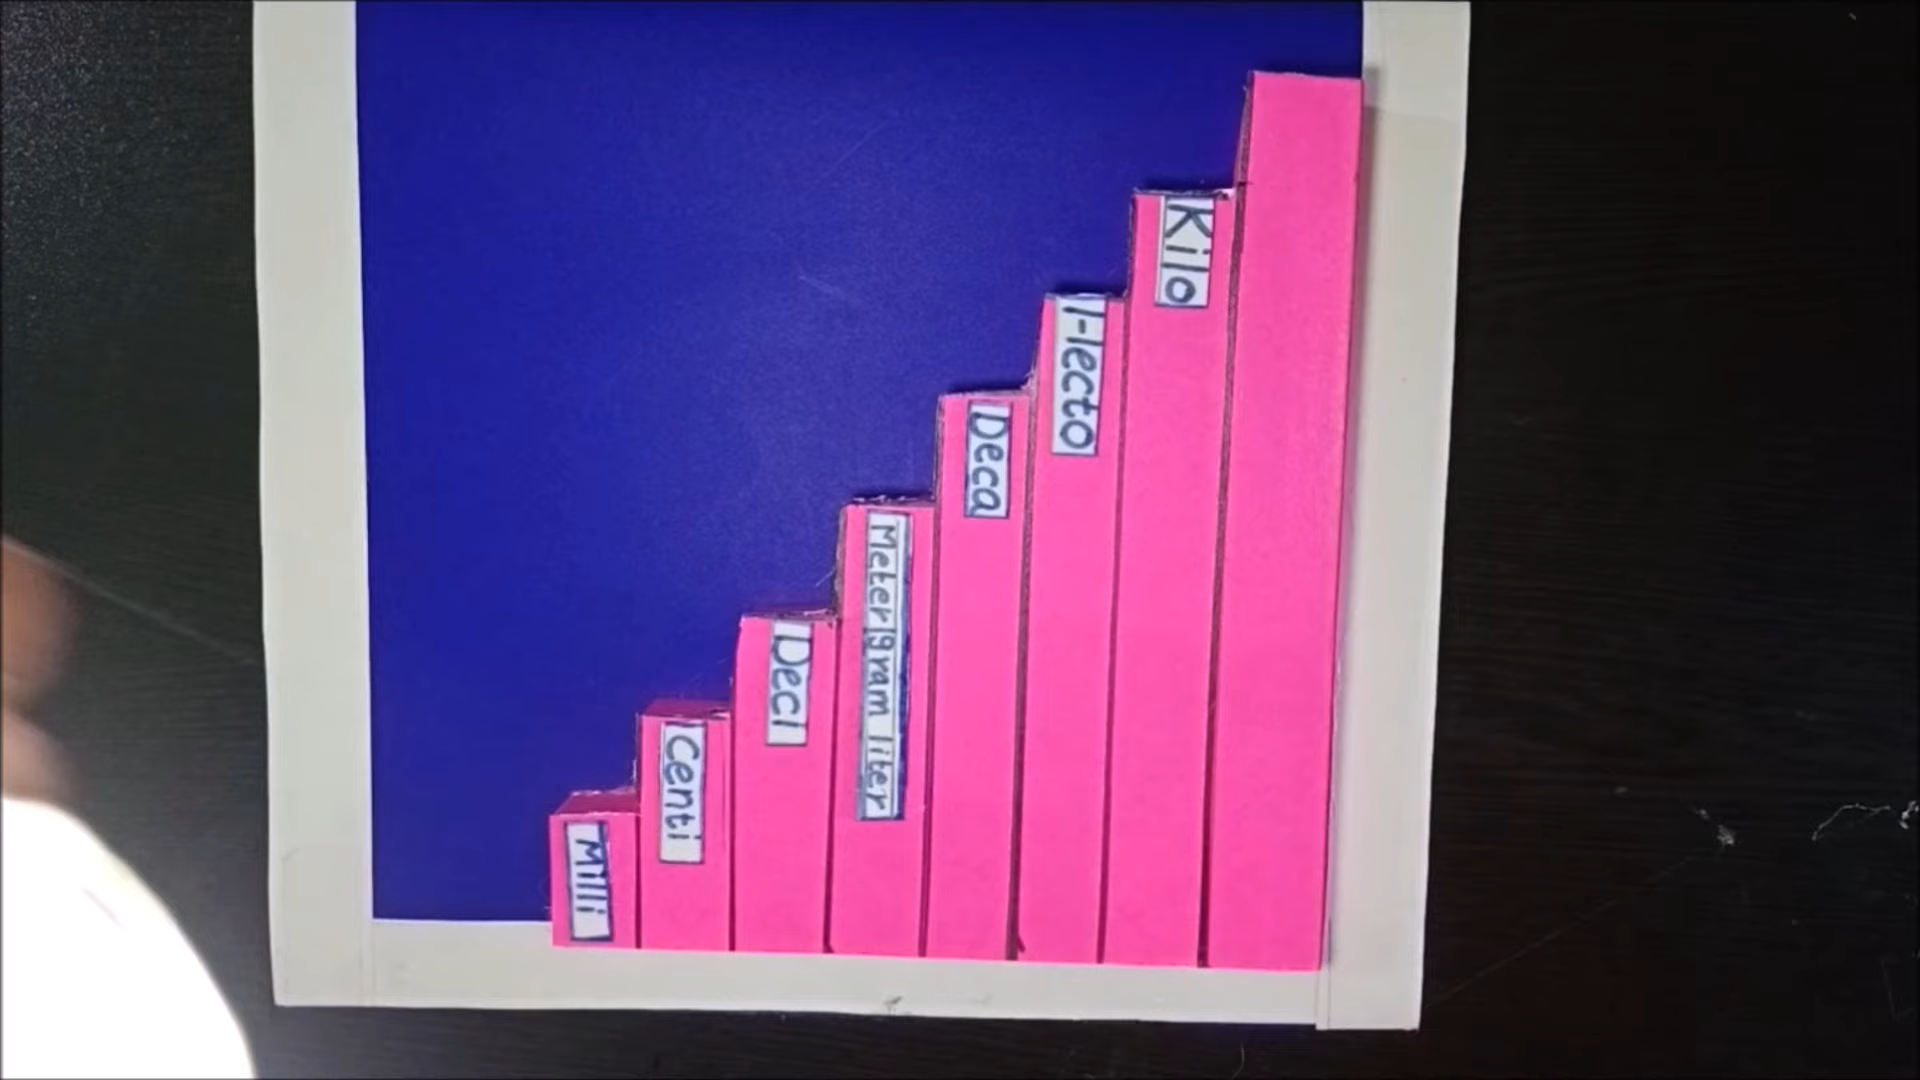 Kilo
Hecto
Deca
Meter gram liter
Deci
Centi
Milli